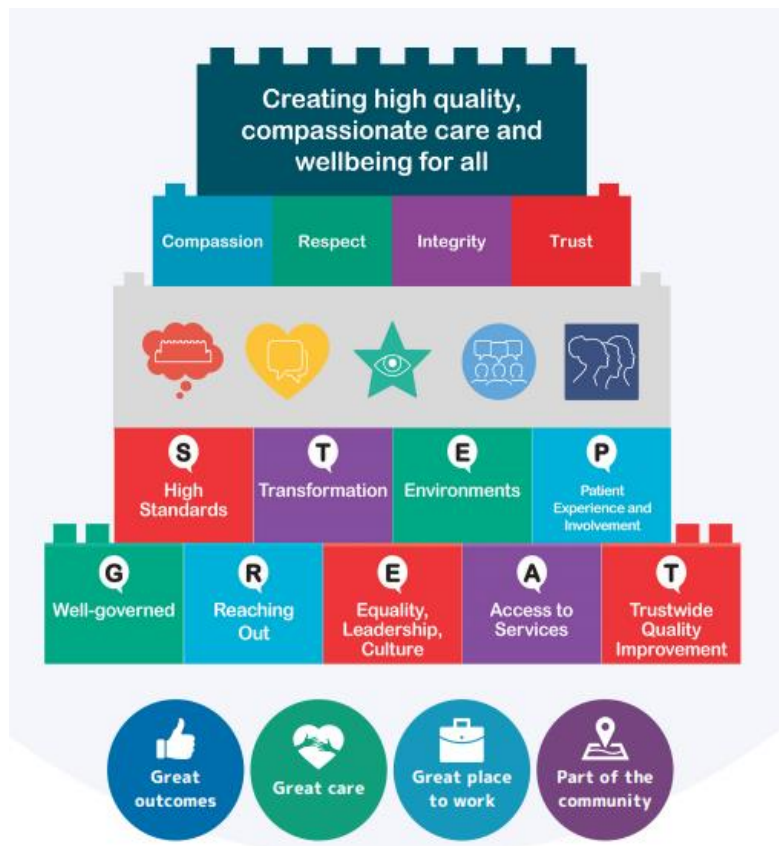 Creating high quality,
compassionate care and
wellbeing for all
Compassion
Respect
Integrity
Trust
S
High
Standards
T
Transformation
E
Environments
P
Patient
Experience and
Involvement
G
Well-governed
R
Reaching
Out
E
Equality,
Leadership,
Culture
A
Access to
Services
T
Trustwide
Quality
Improvement
Great
outcomes
Great care
Great place
to work
Part of the
community